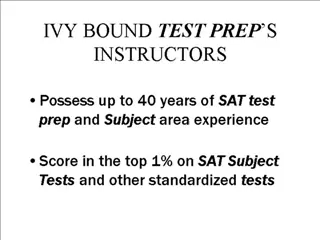 IVY BOUND TEST PREP'S
INSTRUCTORS
• Possess up to 40 years of SAT test
prep and Subject area experience
• Score in the top 1% on SAT Subject
Tests and other standardized tests